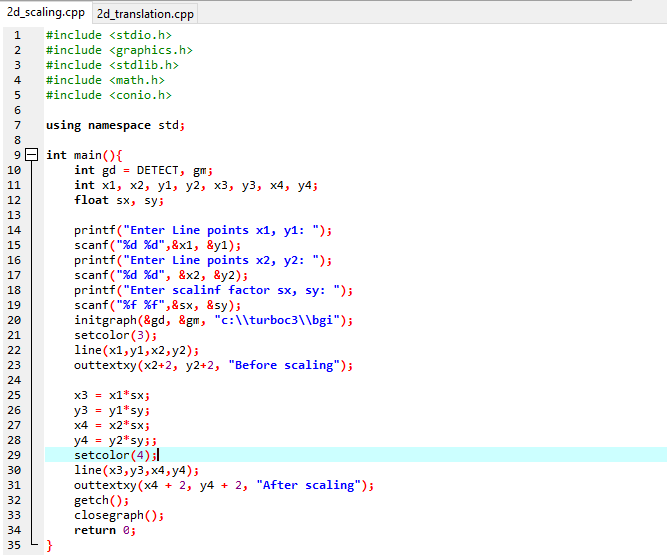 2d_scaling.cpp 2d_translation.cpp
1 #include <stdio.h>
2 #include <graphics.h>
3 #include <stdlib.h>
4 #include <math.h>
5 #include <conio.h>
6
7 using namespace std;
8
9 int main(){
10 int gd = DETECT, gm;
11 int x1, x2, y1, y2, x3, y3, x4, y4;
12 float sx, sy;
13
14 printf("Enter Line points x1, y1: ");
15 scanf("%d %d",&x1, &y1);
16 printf("Enter Line points x2, y2: ");
17 scanf("%d %d", &x2, &y2);
18 printf("Enter scalinf factor sx, sy: ");
19 scanf("%f %f",&sx, &sy);
20 initgraph(&gd, &gm, "c:\\turboc3\\bgi");
21 setcolor(3);
22 line(x1,y1,x2,y2);
23 outtextxy(x2+2, y2+2, "Before scaling");
24
25 x3 = x1*sx;
26 y3 = y1*sy;
27 x4 = x2*sx;
28 y4 = y2*sy;;
29 setcolor(4);
30 line(x3,y3,x4,y4);
31 outtextxy(x4 + 2, y4 + 2, "After scaling");
32 getch();
33 closegraph();
34 return 0;
35 }